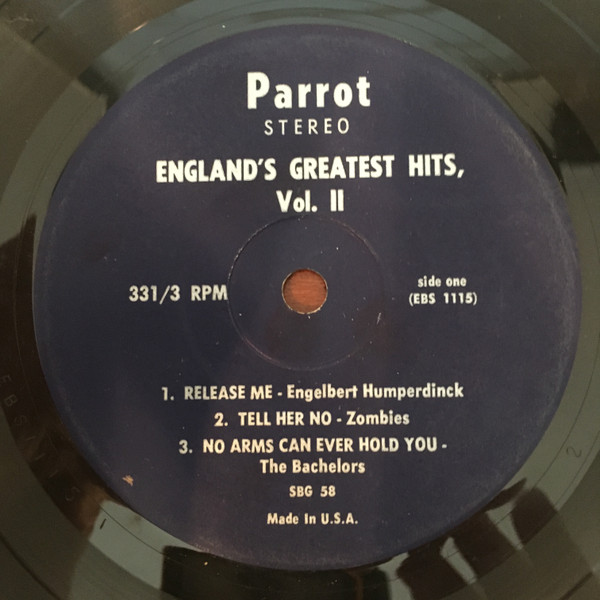 Parrot
STEREO
ENGLAND'S GREATEST HITS,
Vol. II
331/3 RPM
side one
(EBS 1115)
1. RELEASE ME - Engelbert Humperdinck
2. TELL HER NO - Zombies
3. NO ARMS CAN EVER HOLD YOU -
The Bachelors
SBG 58
Made In U.S.A.